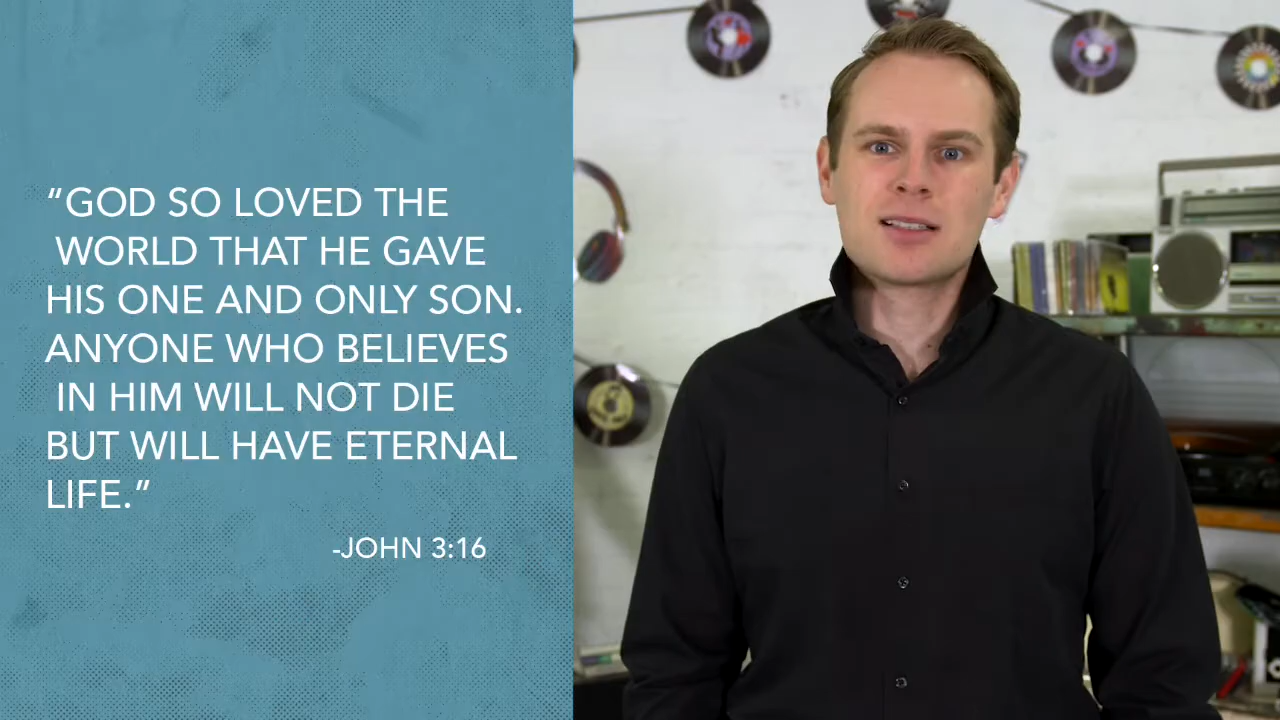 “GOD SO LOVED THE
WORLD THAT HE GAVE
HIS ONE AND ONLY SON.
ANYONE WHO BELIEVES
IN HIM WILL NOT DIE
BUT WILL HAVE ETERNAL
LIFE.”
-JOHN 3:16